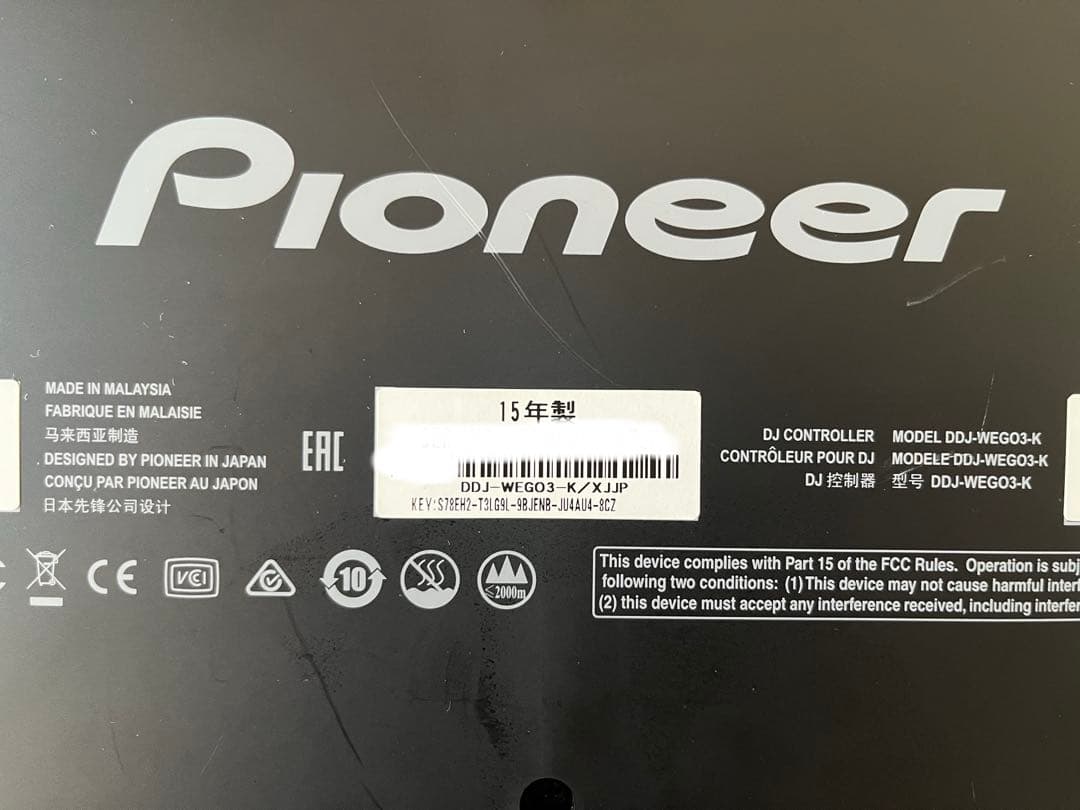 Pioneer
MADE IN MALAYSIA
FABRIQUE EN MALAISIE
马来西亚制造
DESIGNED BY PIONEER IN JAPAN
CONÇU PAR PIONEER AU JAPON
日本先锋公司设计
EAC
15年製
DDJ-WEGO3-K/XJJP
KEY:S78EH2-T3LG9L-9BJENB-JU4AU4-8CZ
DJ CONTROLLER MODEL DDJ-WEGO3-K
CONTRÔLEUR POUR DJ MODELE DDJ-WEGO3-K
DJ 控制器 型号 DDJ-WEGO3-K
CE
VCI
10
≤2000m
This device complies with Part 15 of the FCC Rules. Operation is subj
following two conditions: (1) This device may not cause harmful interf
(2) this device must accept any interference received, including interfer